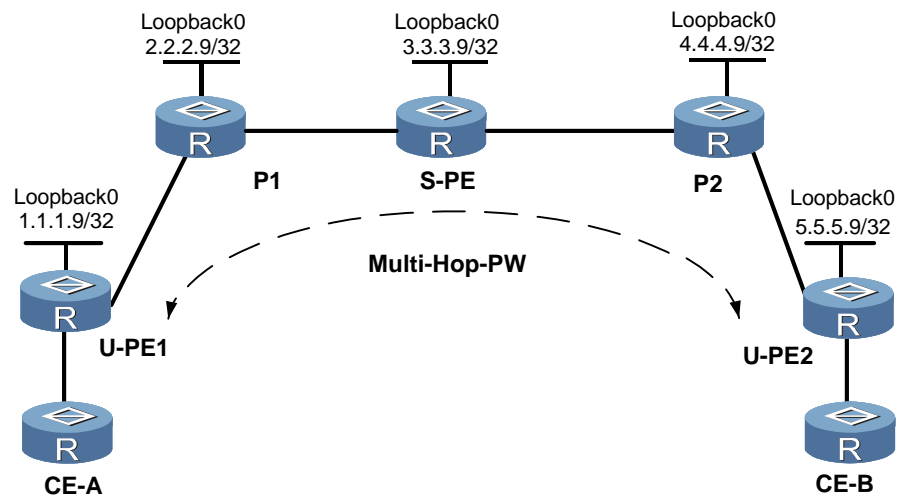 Loopback0
2.2.2.9/32
Loopback0
3.3.3.9/32
Loopback0
4.4.4.9/32
R
R
R
P1
S-PE
P2
Loopback0
1.1.1.9/32
Loopback0
5.5.5.9/32
Multi-Hop-PW
R
R
U-PE1
U-PE2
R
R
CE-A
CE-B